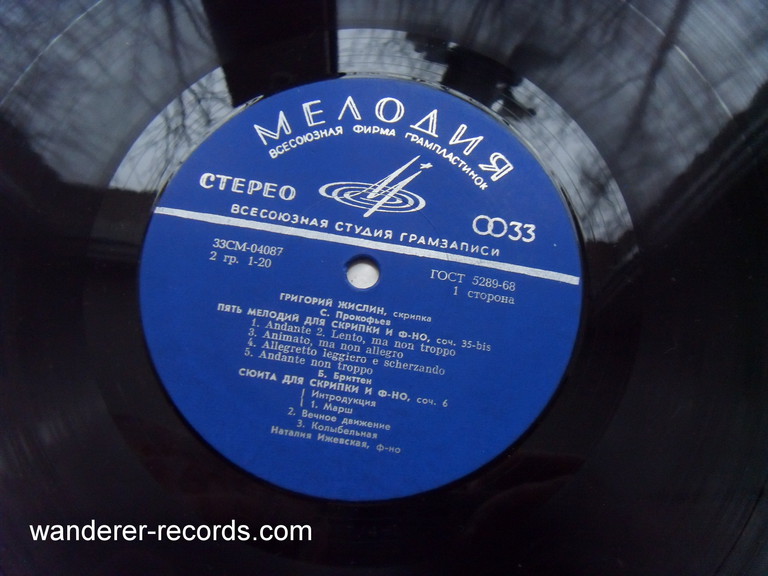 МЕЛОДИЯ
ВСЕСОЮЗНАЯ ФИРМА ГРАМПЛАСТИНОК
СТЕРЕО
33
ВСЕСОЮЗНАЯ СТУДИЯ ГРАМЗАПИСИ
33СМ-04087
2 гр. 1-20
ГОСТ 5289-68
1 сторона
ГРИГОРИЙ ЖИСЛИН, скрипка
С. Прокофьев
ПЯТЬ МЕЛОДИЙ ДЛЯ СКРИПКИ И Ф-НО, соч. 35-bis
1. Andante 2. Lento, ma non troppo
3. Animato, ma non allegro
4. Allegretto leggiero e scherzando
5. Andante non troppo
Б. Бриттен
СЮИТА ДЛЯ СКРИПКИ И Ф-НО, соч. 6
Интродукция
1. Марш
2. Вечное движение
3. Колыбельная
Наталия Ижевская, ф-но
wanderer-records.com